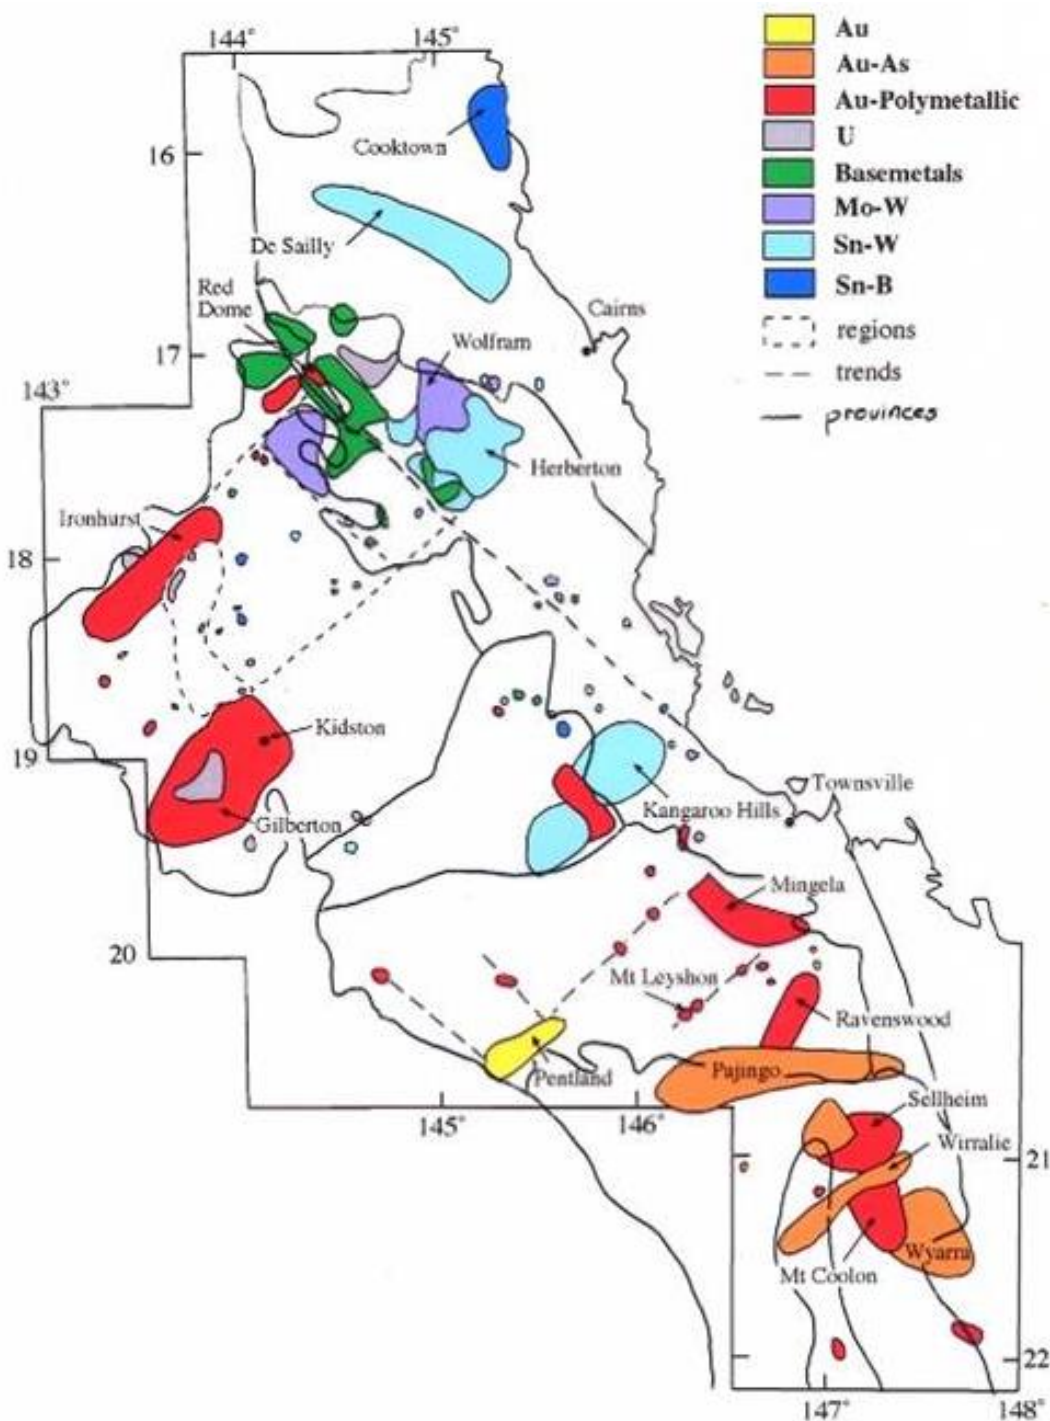 144°
145°
Au
Au-As
Au-Polymetallic
U
Basemetals
Mo-W
Sn-W
Sn-B
regions
trends
provinces
Cooktown
16
De Sailly
Red
Dome
Cairns
Wolfram
17
143°
Herberton
Ironhurst
18
Kidston
19
Townsville
Kangaroo Hills
Gilberton
Mingela
20
Mt Leyshon
Ravenswood
Pajingo
Pentland
Sellheim
145°
146°
Wirralie
21
Wyarra
Mt Coolon
22
147°
148°